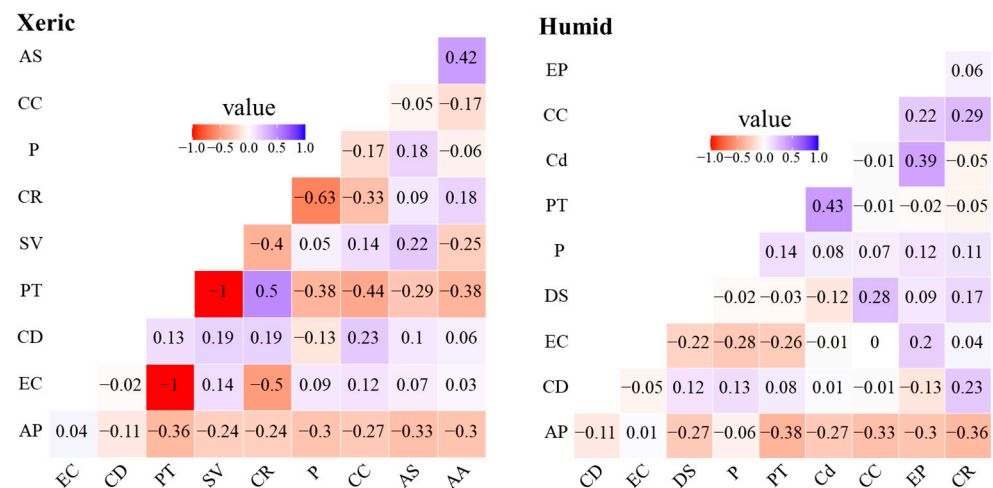 Xeric
AS 0.42
CC −0.05 −0.17
value
−1.0 −0.5 0.0 0.5 1.0
P −0.17 0.18 −0.06
CR −0.63 −0.33 0.09 0.18
SV −0.4 0.05 0.14 0.22 −0.25
PT −1 0.5 −0.38 −0.44 −0.29 −0.38
CD 0.13 0.19 0.19 −0.13 0.23 0.1 0.06
EC −0.02 −1 0.14 −0.5 0.09 0.12 0.07 0.03
AP 0.04 −0.11 −0.36 −0.24 −0.24 −0.3 −0.27 −0.33 −0.3
EC CD PT SV CR P CC AS AA
Humid
EP 0.06
CC 0.22 0.29
value
−1.0 −0.5 0.0 0.5 1.0
Cd −0.01 0.39 −0.05
PT 0.43 −0.01 −0.02 −0.05
P 0.14 0.08 0.07 0.12 0.11
DS −0.02 −0.03 −0.12 0.28 0.09 0.17
EC −0.22 −0.28 −0.26 −0.01 0 0.2 0.04
CD −0.05 0.12 0.13 0.08 0.01 −0.01 −0.13 0.23
AP −0.11 0.01 −0.27 −0.06 −0.38 −0.27 −0.33 −0.3 −0.36
CD EC DS P PT Cd CC EP CR